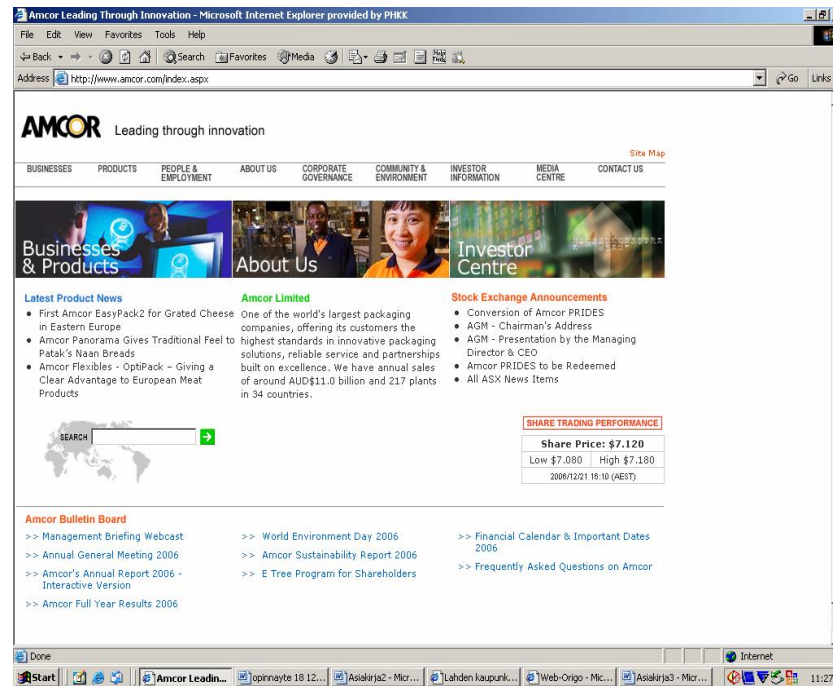 Amcor Leading Through Innovation - Microsoft Internet Explorer provided by PHKK
File Edit View Favorites Tools Help
Back Search Favorites Media
Address http://www.amcor.com/index.aspx Go Links
AMCOR Leading through innovation
Site Map
BUSINESSES PRODUCTS PEOPLE & EMPLOYMENT ABOUT US CORPORATE GOVERNANCE COMMUNITY & ENVIRONMENT INVESTOR INFORMATION MEDIA CENTRE CONTACT US
Businesses
& Products
About Us
Investor
Centre
Latest Product News
• First Amcor EasyPack2 for Grated Cheese
in Eastern Europe
• Amcor Panorama Gives Traditional Feel to
Patak's Naan Breads
• Amcor Flexibles - OptiPack – Giving a
Clear Advantage to European Meat
Products
Amcor Limited
One of the world's largest packaging
companies, offering its customers the
highest standards in innovative packaging
solutions, reliable service and partnerships
built on excellence. We have annual sales
of around AUD$11.0 billion and 217 plants
in 34 countries.
Stock Exchange Announcements
• Conversion of Amcor PRIDES
• AGM - Chairman's Address
• AGM - Presentation by the Managing
Director & CEO
• Amcor PRIDES to be Redeemed
• All ASX News Items
SEARCH
SHARE TRADING PERFORMANCE
Share Price: $7.120
Low $7.080 High $7.180
2006/12/21 16:10 (AEST)
Amcor Bulletin Board
>> Management Briefing Webcast
>> Annual General Meeting 2006
>> Amcor's Annual Report 2006 -
Interactive Version
>> Amcor Full Year Results 2006
>> World Environment Day 2006
>> Amcor Sustainability Report 2006
>> E Tree Program for Shareholders
>> Financial Calendar & Important Dates
2006
>> Frequently Asked Questions on Amcor
Done Internet
Start Amcor Leadin... opinnayte 18 12... Asiakirja2 - Micr... Lahden kaupunk... Web-Origo - Mic... Asiakirja3 - Micr... 11:27